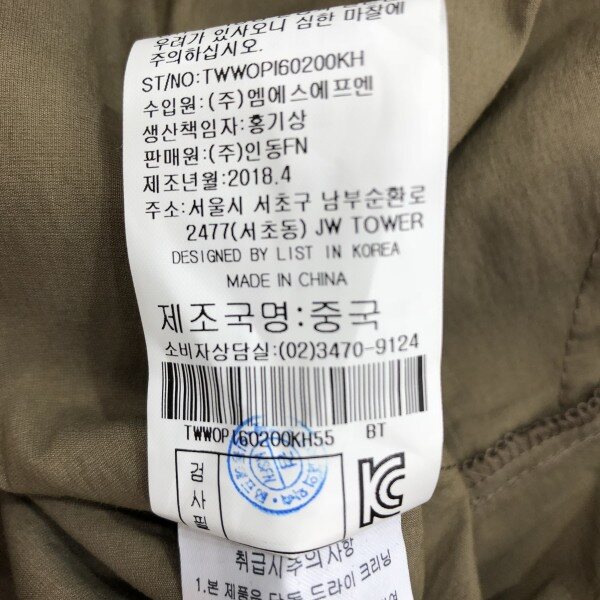 우려가 있사오니 심한 마찰에
주의하십시오.
ST/NO:TWWOPI60200KH
수입원:(주)엠에스에프엔
생산책임자:홍기상
판매원:(주)인동FN
제조년월:2018.4
주소:서울시 서초구 남부순환로
2477(서초동) JW TOWER
DESIGNED BY LIST IN KOREA
MADE IN CHINA
제조국명:중국
소비자상담실:(02)3470-9124
TWWOPI60200KH55 BT
검사필
취급시주의사항
1.본 제품은 단독 드라이 크리닝